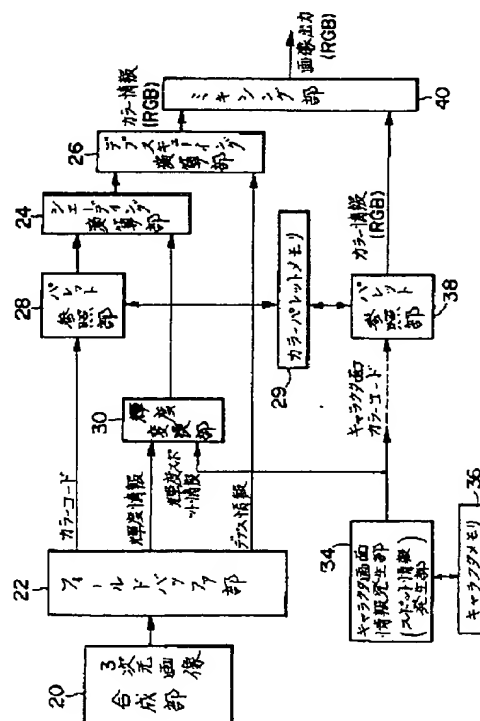 20
3次元画像
合成部
22
フィールドバッファ部
カラーコード
輝度情報
輝度スポ
ット情報
デプス情報
28
パレット
参照部
30
輝度
変換部
24
シェーディング
演算部
26
デプスキューイング
演算部
カラー情報
(RGB)
29
カラーパレットメモリ
34
キャラクタ画面
情報発生部
(スポット情報
発生部)
36
キャラクタメモリ
キャラクタ画面
カラーコード
パレット
参照部
38
カラー情報
(RGB)
ミキシング部
40
画像出力
(RGB)